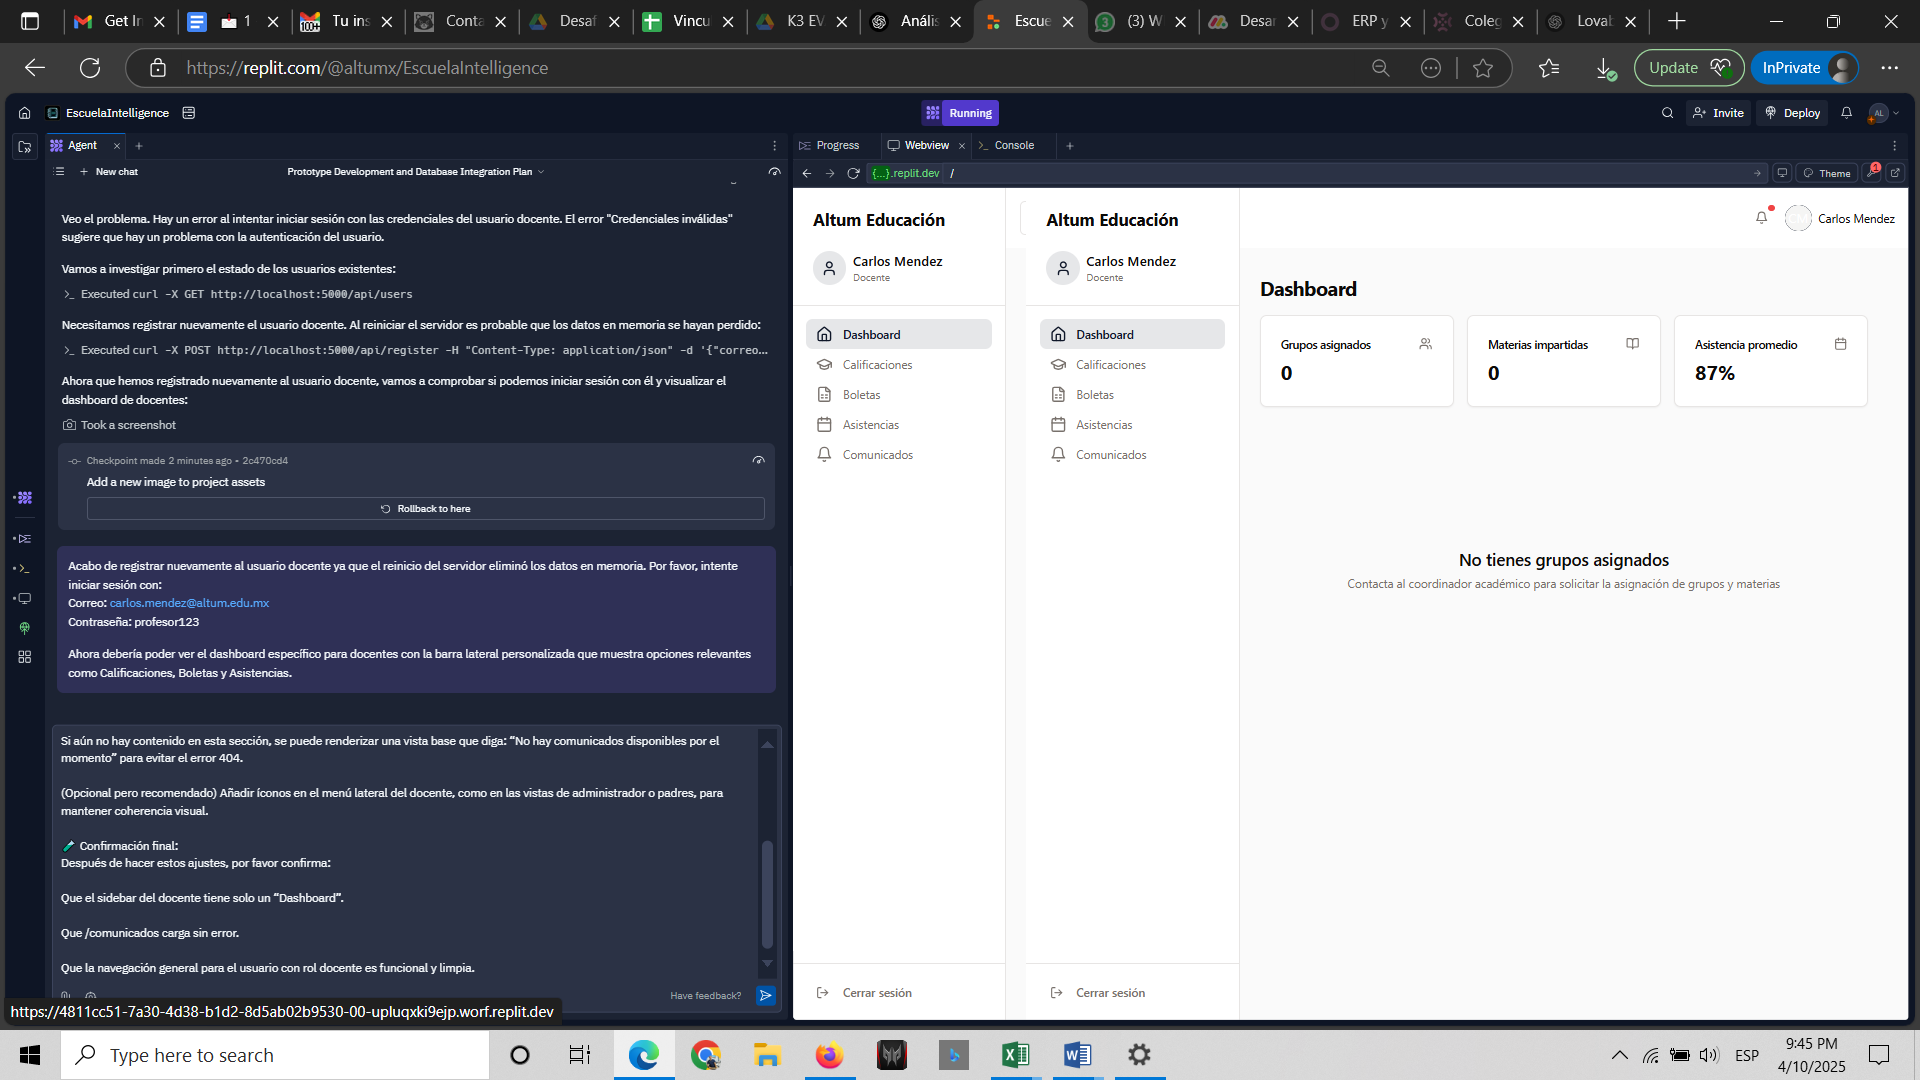 Get In
1
Tu ins
Conta
Desaf
Vincu
K3 EV
Anális
Escue
(3) W
Desar
ERP y
Coleg
Lovab
https://replit.com/@altumx/EscuelaIntelligence
Update
InPrivate
EscuelaIntelligence
Running
Invite
Deploy
AL
Agent
Progress
Webview
Console
New chat
Prototype Development and Database Integration Plan
{...}.replit.dev /
Theme
1
Veo el problema. Hay un error al intentar iniciar sesión con las credenciales del usuario docente. El error "Credenciales inválidas"
sugiere que hay un problema con la autenticación del usuario.
Vamos a investigar primero el estado de los usuarios existentes:
Executed curl -X GET http://localhost:5000/api/users
Necesitamos registrar nuevamente el usuario docente. Al reiniciar el servidor es probable que los datos en memoria se hayan perdido:
Executed curl -X POST http://localhost:5000/api/register -H "Content-Type: application/json" -d '{"correo...
Ahora que hemos registrado nuevamente al usuario docente, vamos a comprobar si podemos iniciar sesión con él y visualizar el
dashboard de docentes:
Took a screenshot
Checkpoint made 2 minutes ago • 2c470cd4
Add a new image to project assets
Rollback to here
Acabo de registrar nuevamente al usuario docente ya que el reinicio del servidor eliminó los datos en memoria. Por favor, intente
iniciar sesión con:
Correo: carlos.mendez@altum.edu.mx
Contraseña: profesor123
Ahora debería poder ver el dashboard específico para docentes con la barra lateral personalizada que muestra opciones relevantes
como Calificaciones, Boletas y Asistencias.
Si aún no hay contenido en esta sección, se puede renderizar una vista base que diga: “No hay comunicados disponibles por el
momento” para evitar el error 404.
(Opcional pero recomendado) Añadir íconos en el menú lateral del docente, como en las vistas de administrador o padres, para
mantener coherencia visual.
Confirmación final:
Después de hacer estos ajustes, por favor confirma:
Que el sidebar del docente tiene solo un “Dashboard”.
Que /comunicados carga sin error.
Que la navegación general para el usuario con rol docente es funcional y limpia.
Have feedback?
https://4811cc51-7a30-4d38-b1d2-8d5ab02b9530-00-upluqxki9ejp.worf.replit.dev
Altum Educación
Carlos Mendez
Docente
Dashboard
Calificaciones
Boletas
Asistencias
Comunicados
Cerrar sesión
Altum Educación
Carlos Mendez
Docente
Dashboard
Calificaciones
Boletas
Asistencias
Comunicados
Cerrar sesión
Carlos Mendez
Dashboard
Grupos asignados
0
Materias impartidas
0
Asistencia promedio
87%
No tienes grupos asignados
Contacta al coordinador académico para solicitar la asignación de grupos y materias
Type here to search
ESP
9:45 PM
4/10/2025